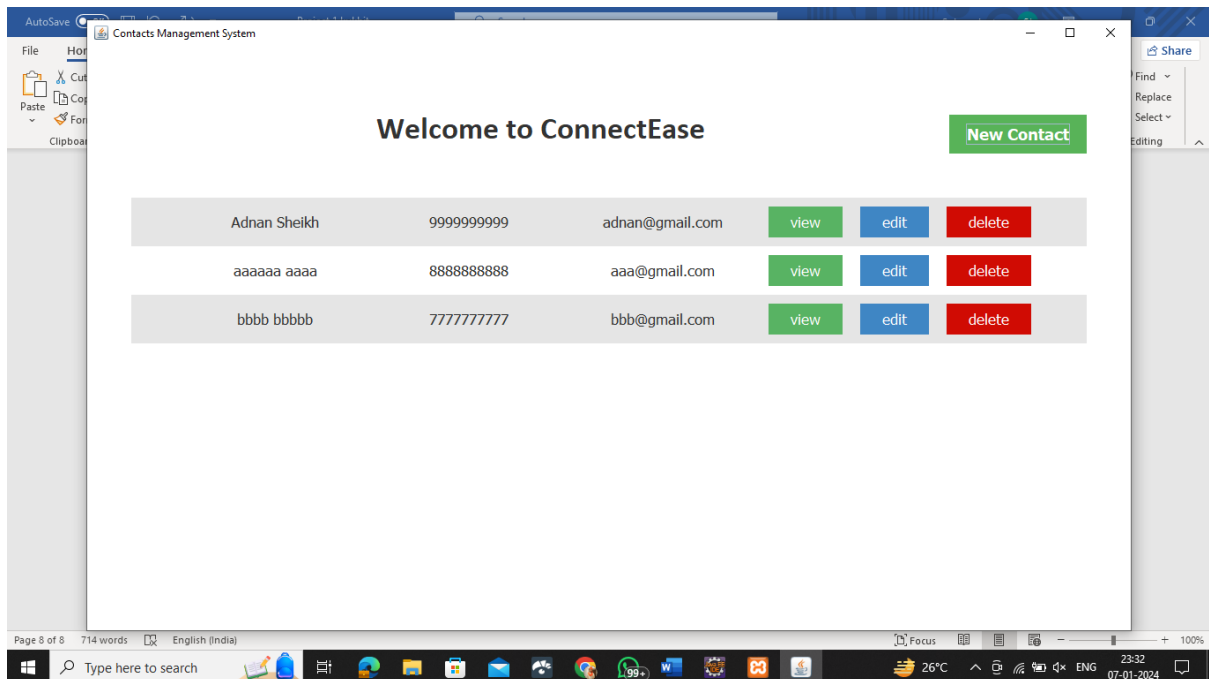 AutoSave
Contacts Management System
File
Share
Find
Paste
Replace
Select
Clipboa
Editing
Welcome to ConnectEase
New Contact
Adnan Sheikh 9999999999 adnan@gmail.com view edit delete
aaaaaa aaaa 8888888888 aaa@gmail.com view edit delete
bbbb bbbbb 7777777777 bbb@gmail.com view edit delete
Page 8 of 8 714 words English (India) Focus 100%
Type here to search 99+ 26°C ENG 23:32
07-01-2024